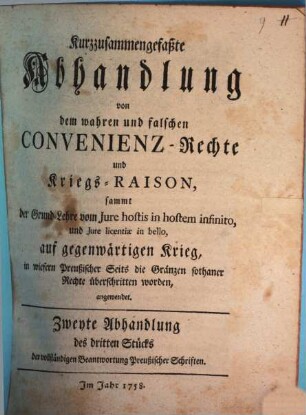 9 11
Kurzzusammengefaßte
Abhandlung
von
dem wahren und falschen
CONVENIENZ-Rechte
und
Kriegs-RAISON,
sammt
der Grund-Lehre vom Jure hostis in hostem infinito,
und Jure licentiæ in bello,
auf gegenwärtigen Krieg,
in wiefern Preußischer Seits die Gränzen sothaner
Rechte überschritten worden,
angewendet.
Zweyte Abhandlung
des dritten Stücks
der vollständigen Beantwortung Preußischer Schriften.
Im Jahr 1758.